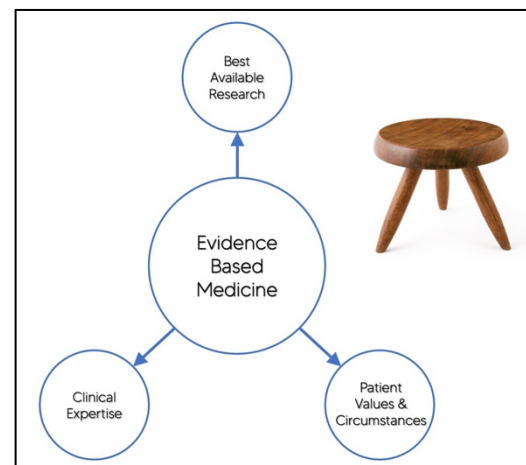 Best
Available
Research
Evidence
Based
Medicine
Clinical
Expertise
Patient
Values &
Circumstances